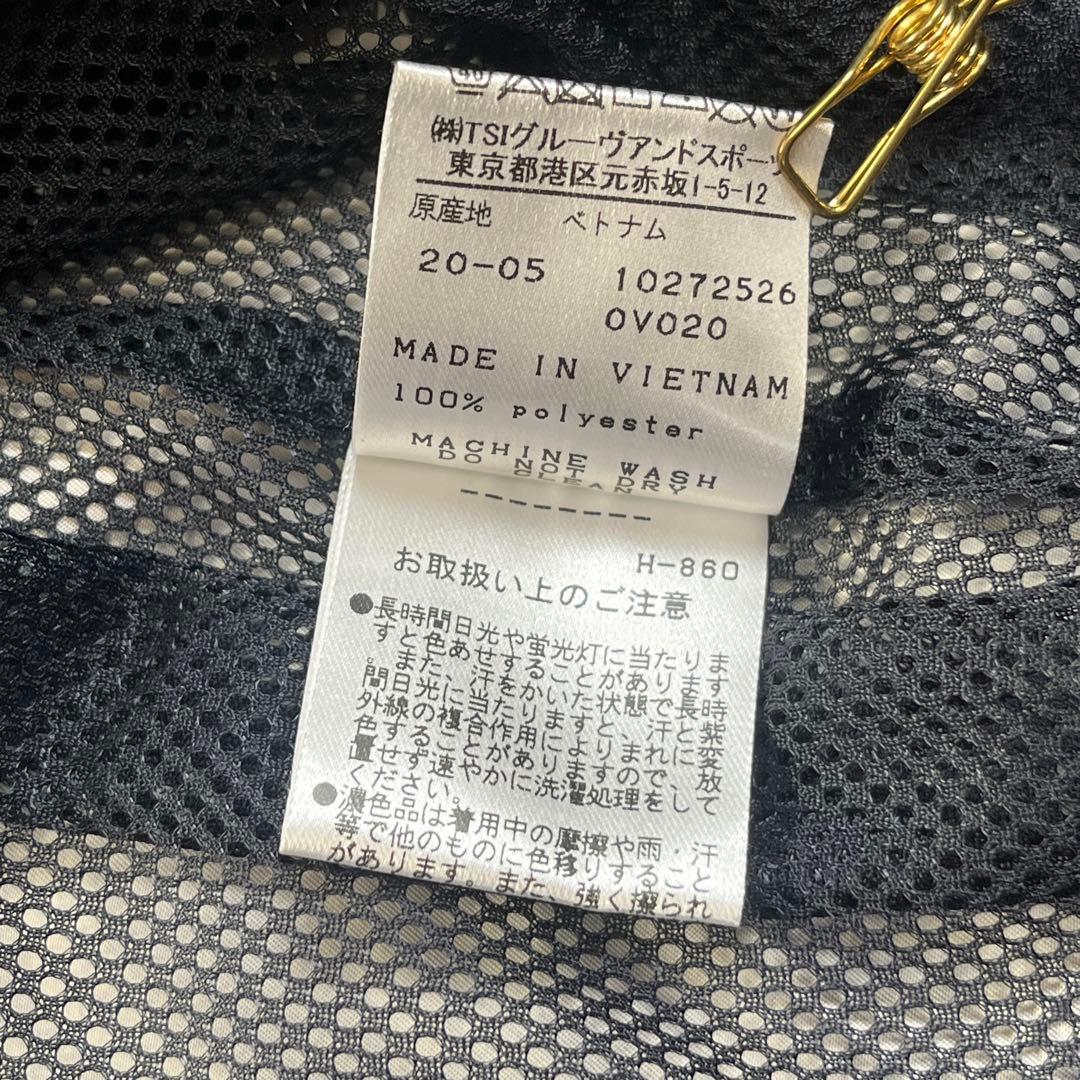 40
(株)TSIグルーヴアンドスポーツ
東京都港区元赤坂1-5-12
原産地 ベトナム
20-05 10272526
0V020
MADE IN VIETNAM
100% polyester
MACHINE WASH
DO NOT DRY
CLEAN
--------
H-860
お取扱い上のご注意
●長時間日光や蛍光灯に当たりま
すと色あせすることがあります
。また、汗をかいた状態で長時
間日光に当たりますと、汗と紫
外線の複合作用により、まれに変
色することがありますので、放
置せず速やかに洗濯処理をして
ください。
●濃色品は着用中の摩擦や雨・汗
等で他のものに色移りすること
があります。また、強く擦られ